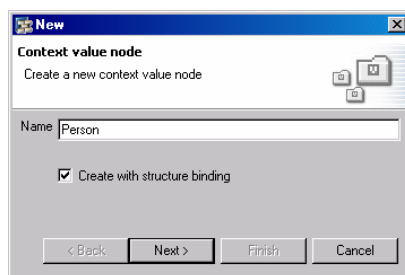 New
Context value node
Create a new context value node
Name Person
Create with structure binding
< Back Next > Finish Cancel